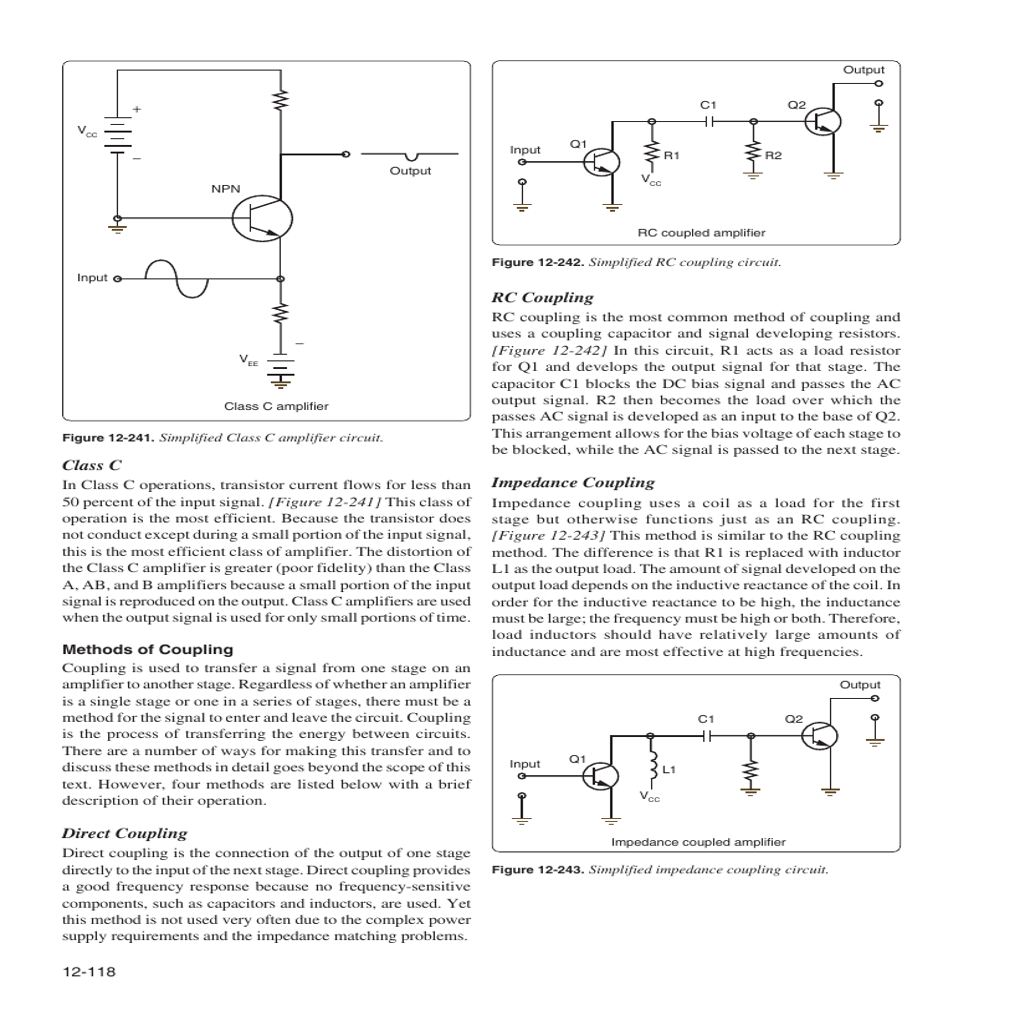 +
VCC
–
NPN
Output
Input
–
VEE
Class C amplifier
Figure 12-241. Simplified Class C amplifier circuit.
Class C
In Class C operations, transistor current flows for less than
50 percent of the input signal. [Figure 12-241] This class of
operation is the most efficient. Because the transistor does
not conduct except during a small portion of the input signal,
this is the most efficient class of amplifier. The distortion of
the Class C amplifier is greater (poor fidelity) than the Class
A, AB, and B amplifiers because a small portion of the input
signal is reproduced on the output. Class C amplifiers are used
when the output signal is used for only small portions of time.
Methods of Coupling
Coupling is used to transfer a signal from one stage on an
amplifier to another stage. Regardless of whether an amplifier
is a single stage or one in a series of stages, there must be a
method for the signal to enter and leave the circuit. Coupling
is the process of transferring the energy between circuits.
There are a number of ways for making this transfer and to
discuss these methods in detail goes beyond the scope of this
text. However, four methods are listed below with a brief
description of their operation.
Direct Coupling
Direct coupling is the connection of the output of one stage
directly to the input of the next stage. Direct coupling provides
a good frequency response because no frequency-sensitive
components, such as capacitors and inductors, are used. Yet
this method is not used very often due to the complex power
supply requirements and the impedance matching problems.
Output
C1
Q2
Q1
Input
R1
R2
VCC
RC coupled amplifier
Figure 12-242. Simplified RC coupling circuit.
RC Coupling
RC coupling is the most common method of coupling and
uses a coupling capacitor and signal developing resistors.
[Figure 12-242] In this circuit, R1 acts as a load resistor
for Q1 and develops the output signal for that stage. The
capacitor C1 blocks the DC bias signal and passes the AC
output signal. R2 then becomes the load over which the
passes AC signal is developed as an input to the base of Q2.
This arrangement allows for the bias voltage of each stage to
be blocked, while the AC signal is passed to the next stage.
Impedance Coupling
Impedance coupling uses a coil as a load for the first
stage but otherwise functions just as an RC coupling.
[Figure 12-243] This method is similar to the RC coupling
method. The difference is that R1 is replaced with inductor
L1 as the output load. The amount of signal developed on the
output load depends on the inductive reactance of the coil. In
order for the inductive reactance to be high, the inductance
must be large; the frequency must be high or both. Therefore,
load inductors should have relatively large amounts of
inductance and are most effective at high frequencies.
Output
C1
Q2
Q1
Input
L1
VCC
Impedance coupled amplifier
Figure 12-243. Simplified impedance coupling circuit.
12-118